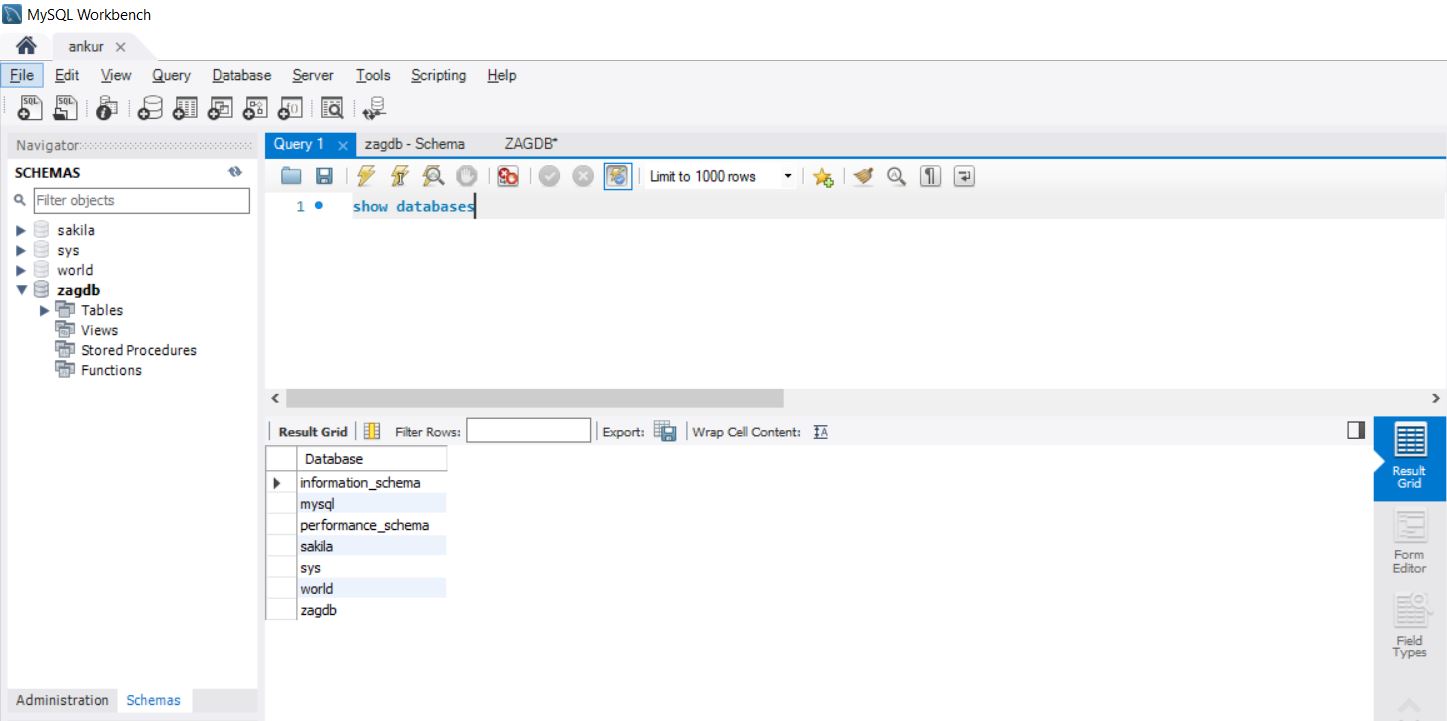 MySQL Workbench
ankur
File Edit View Query Database Server Tools Scripting Help
Navigator
SCHEMAS
Filter objects
sakila
sys
world
zagdb
Tables
Views
Stored Procedures
Functions
Administration Schemas
Query 1 zagdb - Schema ZAGDB*
Limit to 1000 rows
1 show databases
Result Grid Filter Rows: Export: Wrap Cell Content:
Database
information_schema
mysql
performance_schema
sakila
sys
world
zagdb
Result
Grid
Form
Editor
Field
Types